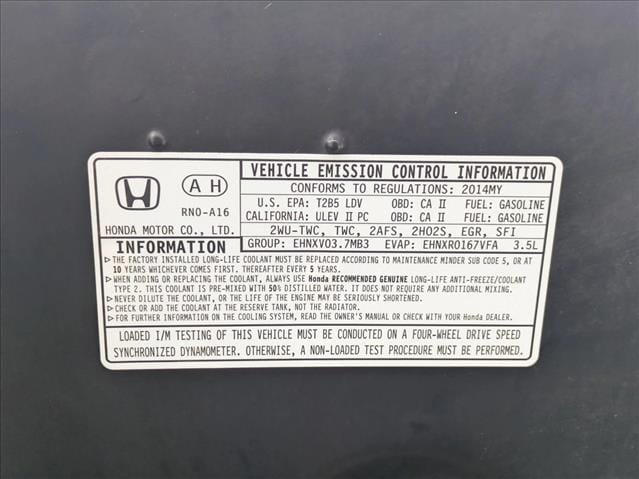 AH
RNO-A16
HONDA MOTOR CO., LTD.
VEHICLE EMISSION CONTROL INFORMATION
CONFORMS TO REGULATIONS: 2014MY
U.S. EPA: T2B5 LDV OBD: CA II FUEL: GASOLINE
CALIFORNIA: ULEV II PC OBD: CA II FUEL: GASOLINE
2WU-TWC, TWC, 2AFS, 2HO2S, EGR, SFI
GROUP: EHNXV03.7MB3 EVAP: EHNXR0167VFA 3.5L
INFORMATION
▷THE FACTORY INSTALLED LONG-LIFE COOLANT MUST BE REPLACED ACCORDING TO MAINTENANCE MINDER SUB CODE 5, OR AT
10 YEARS WHICHEVER COMES FIRST. THEREAFTER EVERY 5 YEARS.
▷WHEN ADDING OR REPLACING THE COOLANT, ALWAYS USE Honda RECOMMENDED GENUINE LONG-LIFE ANTI-FREEZE/COOLANT
TYPE 2. THIS COOLANT IS PRE-MIXED WITH 50% DISTILLED WATER. IT DOES NOT REQUIRE ANY ADDITIONAL MIXING.
▷NEVER DILUTE THE COOLANT, OR THE LIFE OF THE ENGINE MAY BE SERIOUSLY SHORTENED.
▷CHECK OR ADD THE COOLANT AT THE RESERVE TANK, NOT THE RADIATOR.
▷FOR FURTHER INFORMATION ON THE COOLING SYSTEM, READ THE OWNER'S MANUAL OR CHECK WITH YOUR Honda DEALER.
LOADED I/M TESTING OF THIS VEHICLE MUST BE CONDUCTED ON A FOUR-WHEEL DRIVE SPEED
SYNCHRONIZED DYNAMOMETER. OTHERWISE, A NON-LOADED TEST PROCEDURE MUST BE PERFORMED.